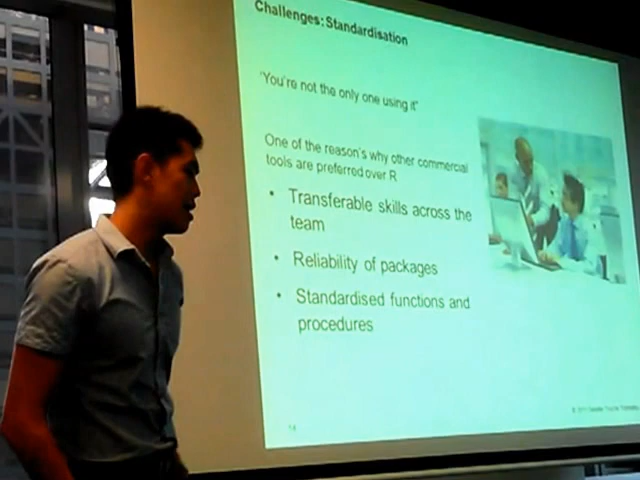 Challenges: Standardisation
"You're not the only one using it"
One of the reason's why other commercial
tools are preferred over R
• Transferable skills across the
team
• Reliability of packages
• Standardised functions and
procedures